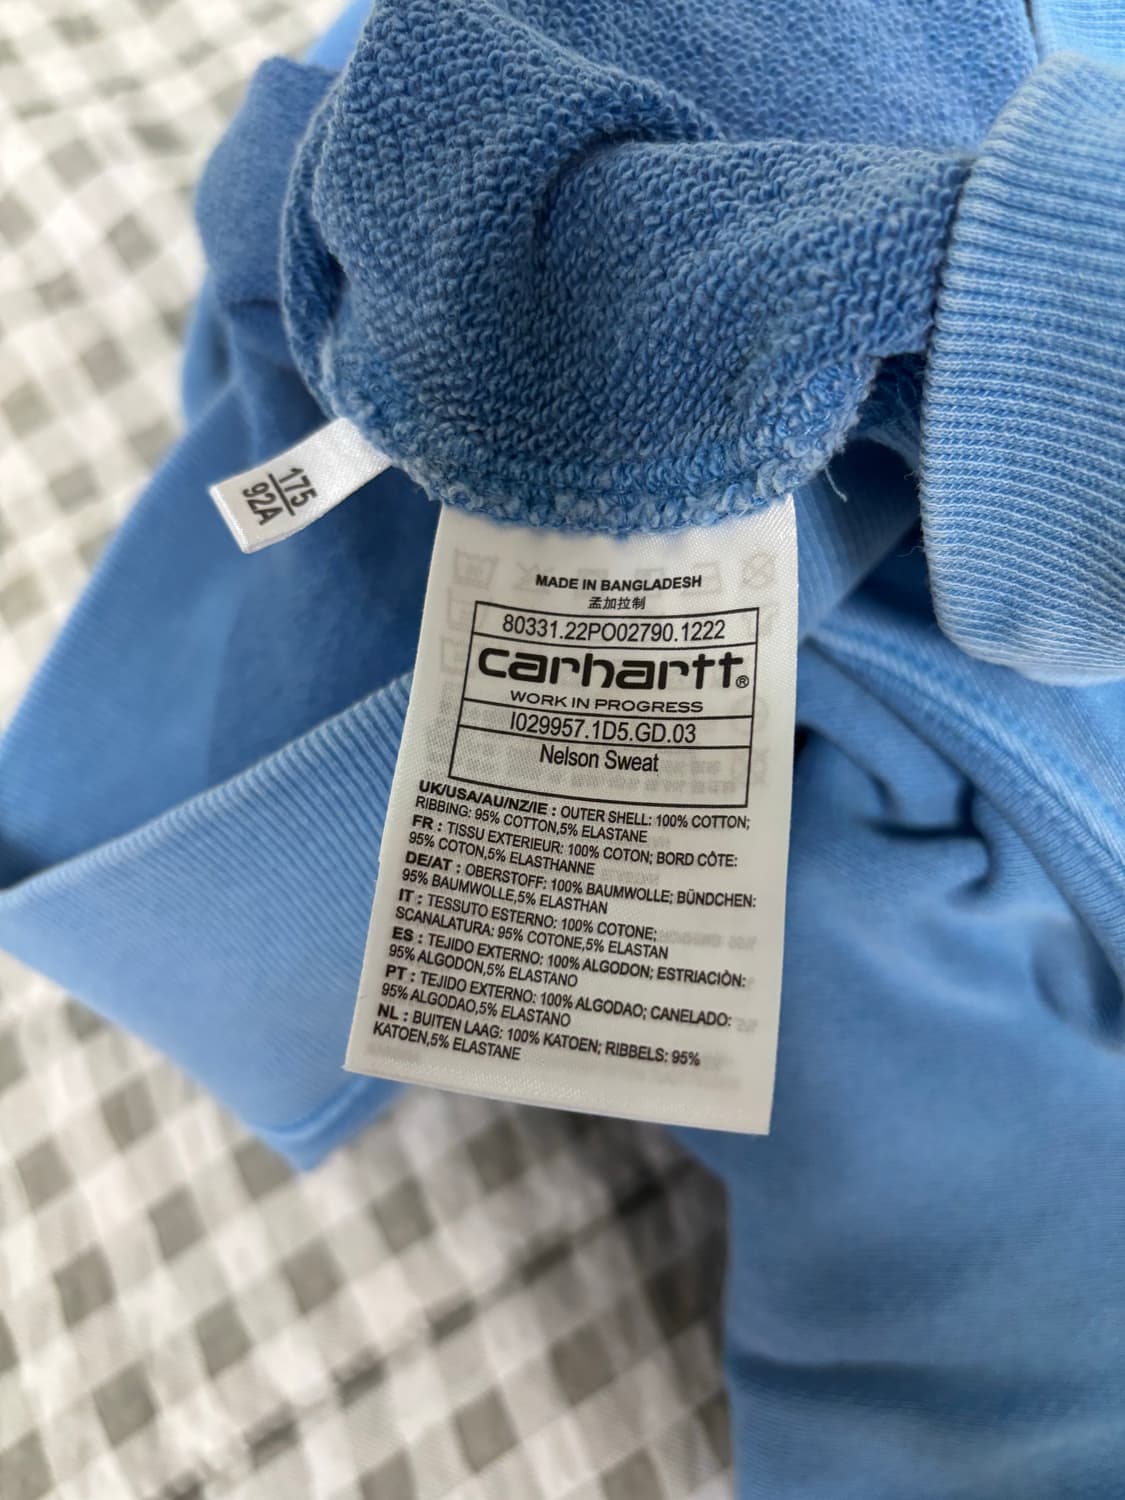 175
92A
MADE IN BANGLADESH
孟加拉制
80331.22PO02790.1222
carhartt®
WORK IN PROGRESS
I029957.1D5.GD.03
Nelson Sweat
UK/USA/AU/NZ/IE : OUTER SHELL: 100% COTTON;
RIBBING: 95% COTTON,5% ELASTANE
FR : TISSU EXTERIEUR: 100% COTON; BORD CÔTE:
95% COTON,5% ELASTHANNE
DE/AT : OBERSTOFF: 100% BAUMWOLLE; BÜNDCHEN:
95% BAUMWOLLE,5% ELASTHAN
IT : TESSUTO ESTERNO: 100% COTONE;
SCANALATURA: 95% COTONE,5% ELASTAN
ES : TEJIDO EXTERNO: 100% ALGODON; ESTRIACIÒN:
95% ALGODON,5% ELASTANO
PT : TEJIDO EXTERNO: 100% ALGODAO; CANELADO:
95% ALGODAO,5% ELASTANO
NL : BUITEN LAAG: 100% KATOEN; RIBBELS: 95%
KATOEN,5% ELASTANE